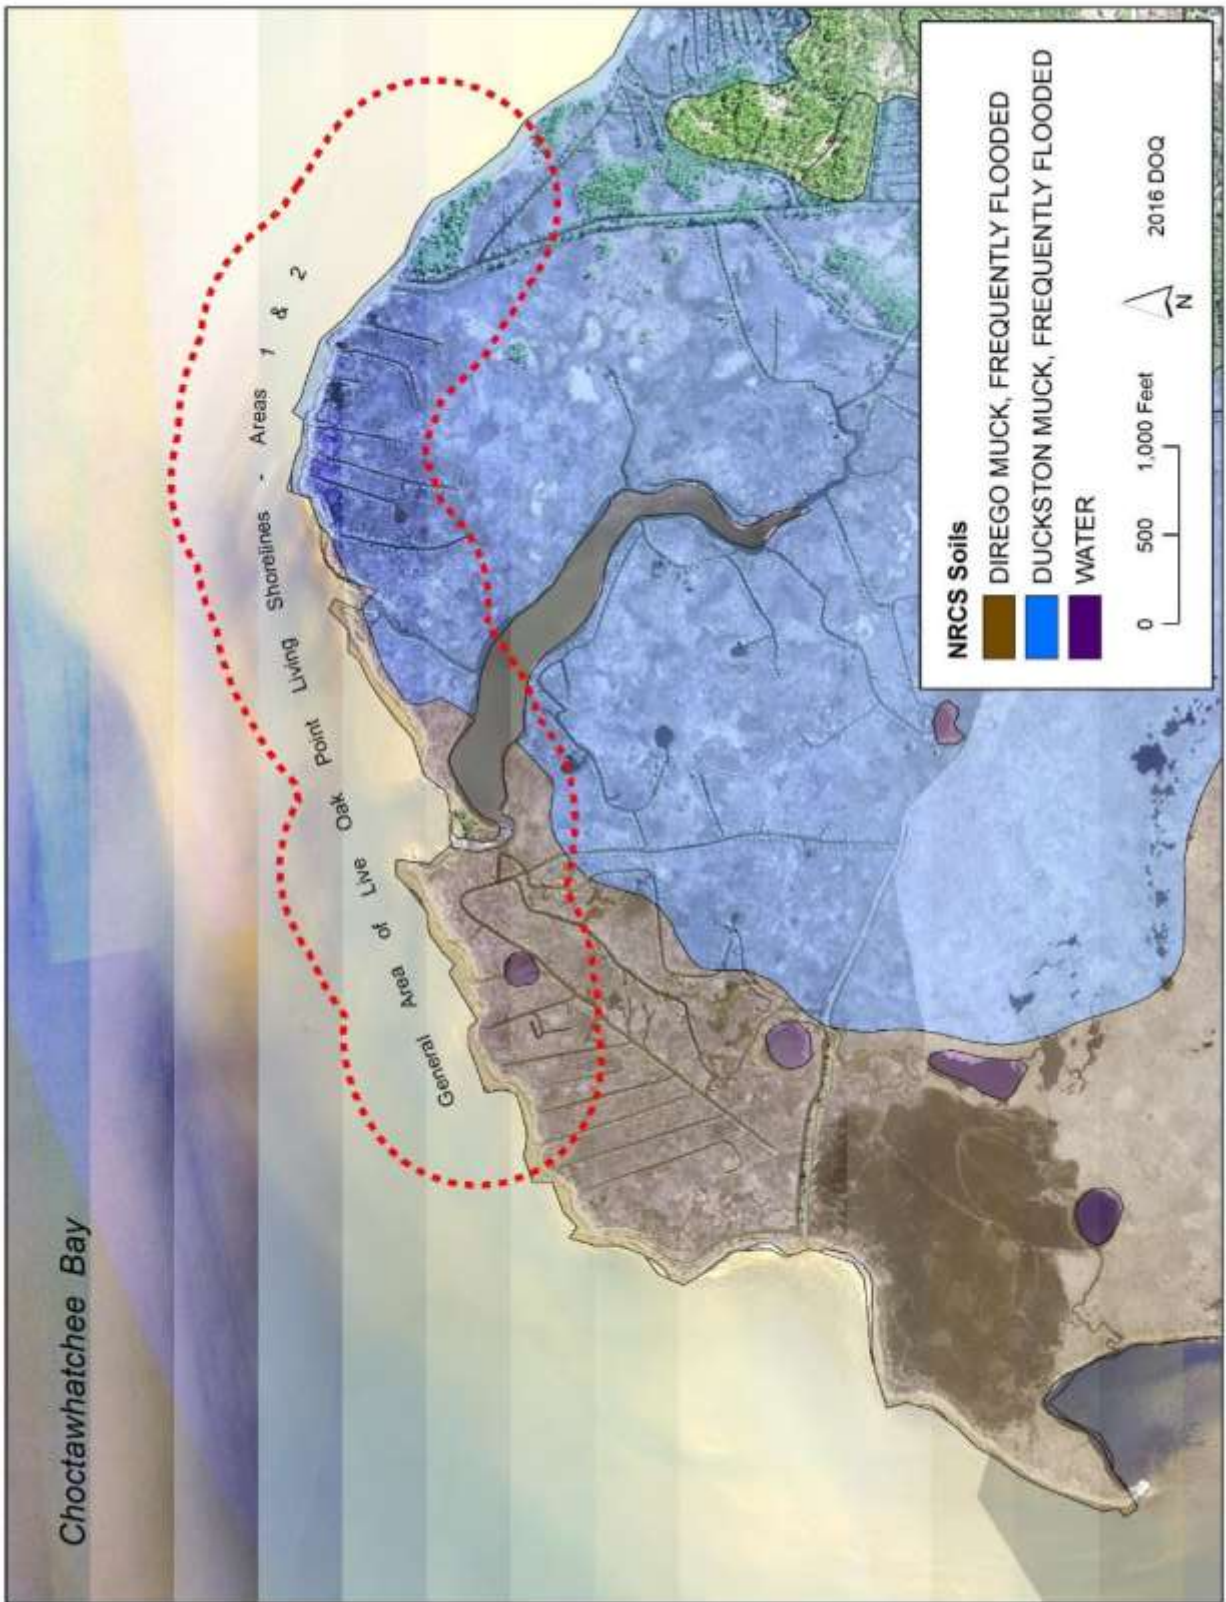 Choctawhatchee Bay
General Area of Live Oak Point Living Shorelines - Areas 1 & 2
NRCS Soils
DIREGO MUCK, FREQUENTLY FLOODED
DUCKSTON MUCK, FREQUENTLY FLOODED
WATER
0 500 1,000 Feet
N
2016 DOQ